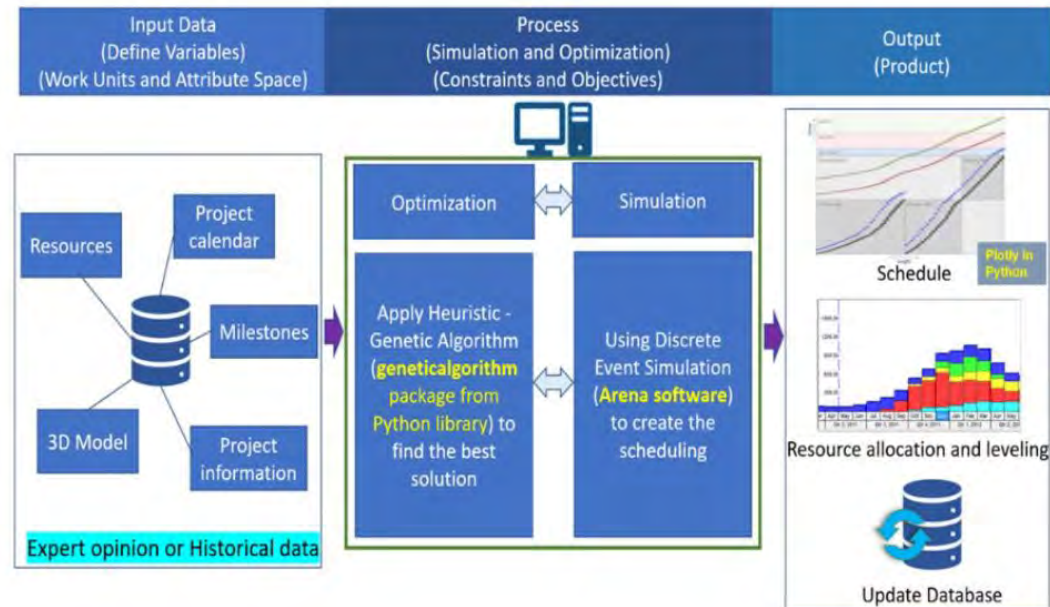 Input Data
(Define Variables)
(Work Units and Attribute Space)
Process
(Simulation and Optimization)
(Constraints and Objectives)
Output
(Product)
Resources
Project
calendar
Milestones
3D Model
Project
information
Expert opinion or Historical data
Optimization
Simulation
Apply Heuristic -
Genetic Algorithm
(geneticalgorithm
package from
Python library) to
find the best
solution
Using Discrete
Event Simulation
(Arena software)
to create the
scheduling
Schedule
Plotly in
Python
Resource allocation and leveling
Update Database